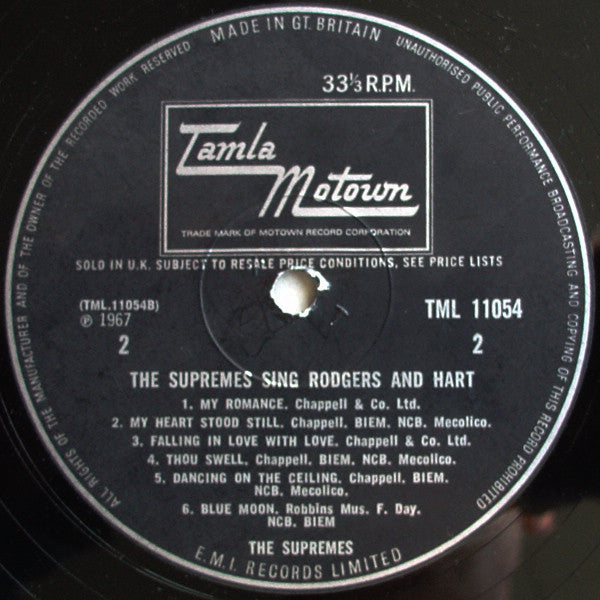 MADE IN GT. BRITAIN
UNAUTHORISED PUBLIC PERFORMANCE BROADCASTING AND COPYING OF THIS RECORD PROHIBITED
ALL RIGHTS OF THE MANUFACTURER AND OF THE OWNER OF THE RECORDED WORK RESERVED
33⅓ R.P.M.
Tamla
Motown
TRADE MARK OF MOTOWN RECORD CORPORATION
SOLD IN U.K. SUBJECT TO RESALE PRICE CONDITIONS, SEE PRICE LISTS
(TML.11054B)
℗ 1967
2
TML 11054
2
THE SUPREMES SING RODGERS AND HART
1. MY ROMANCE. Chappell & Co. Ltd.
2. MY HEART STOOD STILL. Chappell, BIEM, NCB, Mecolico.
3. FALLING IN LOVE WITH LOVE. Chappell & Co. Ltd.
4. THOU SWELL. Chappell, BIEM, NCB, Mecolico.
5. DANCING ON THE CEILING. Chappell, BIEM.
NCB, Mecolico.
6. BLUE MOON. Robbins Mus. F. Day.
NCB. BIEM
THE SUPREMES
E.M.I. RECORDS LIMITED